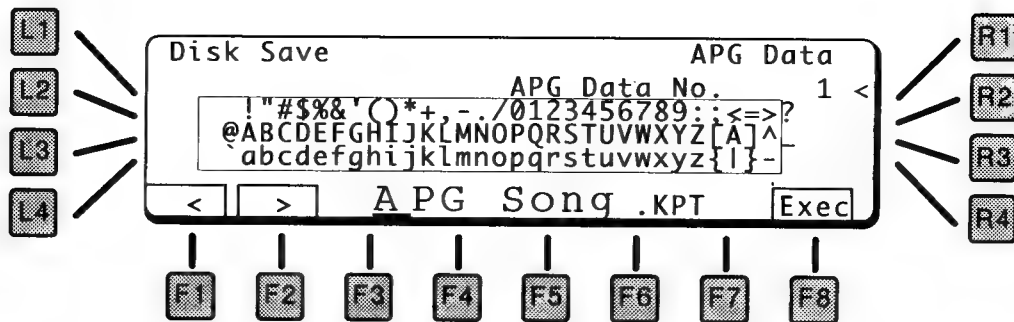 L1
L2
L3
L4
Disk Save APG Data
APG Data No. 1 <
!"#$%&'()*+,-./0123456789:;<=>?
@ABCDEFGHIJKLMNOPQRSTUVWXYZ[A]^_
`abcdefghijklmnopqrstuvwxyz{|}-
< > APG Song .KPT Exec
R1
R2
R3
R4
F1 F2 F3 F4 F5 F6 F7 F8